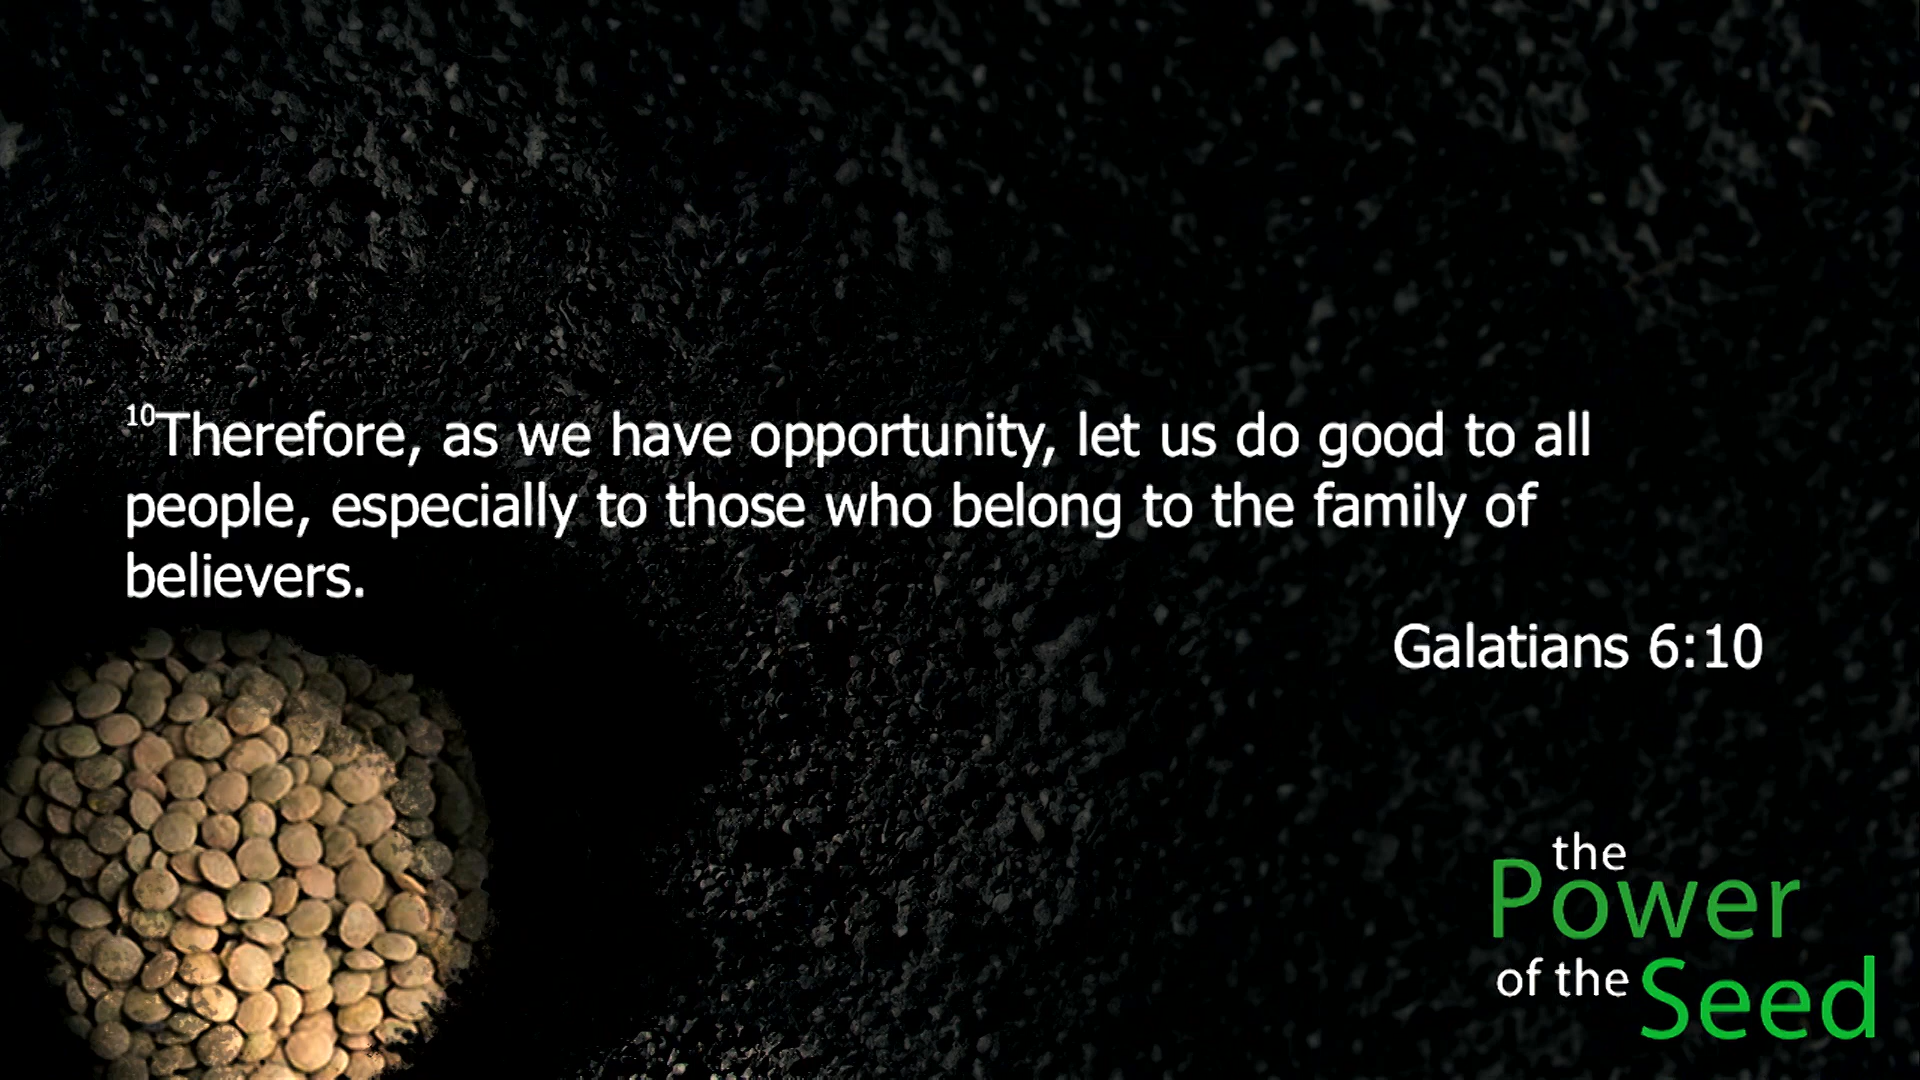 10Therefore, as we have opportunity, let us do good to all
people, especially to those who belong to the family of
believers.
Galatians 6:10
the
Power
of the Seed